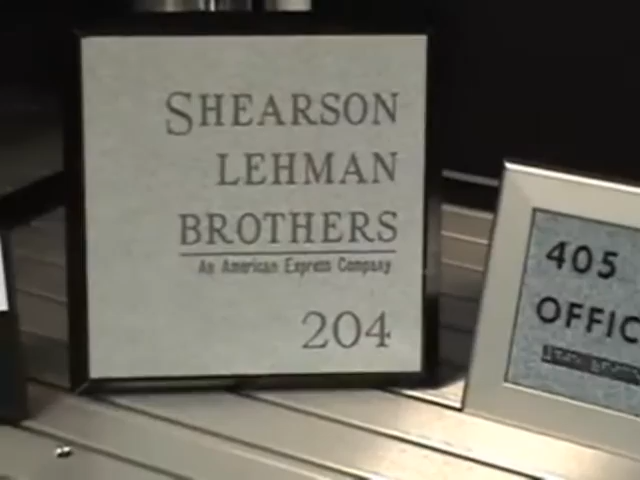 SHEARSON
LEHMAN
BROTHERS
An American Express Company
204
405
OFFIC